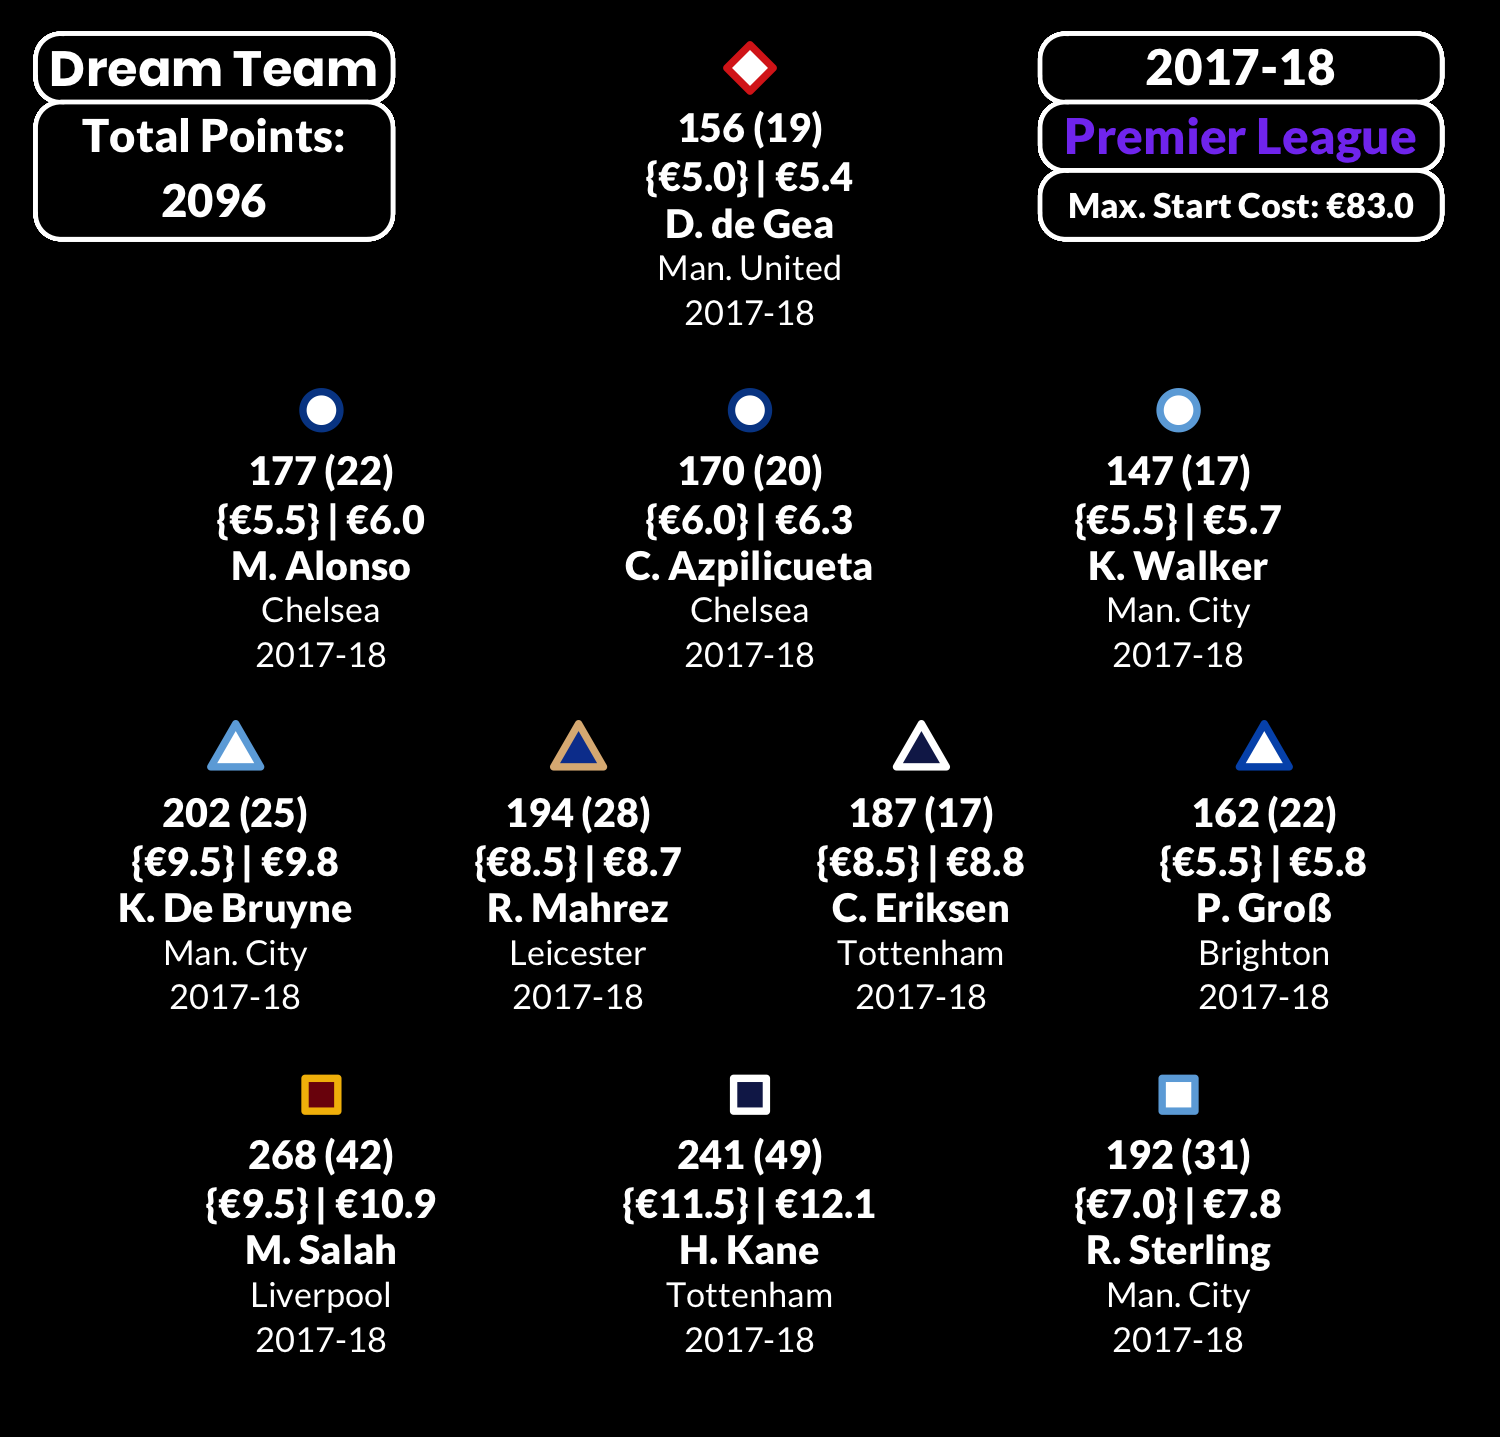 Dream Team
Total Points:
2096
2017-18
Premier League
Max. Start Cost: €83.0
156 (19)
{€5.0} | €5.4
D. de Gea
Man. United
2017-18
177 (22)
{€5.5} | €6.0
M. Alonso
Chelsea
2017-18
170 (20)
{€6.0} | €6.3
C. Azpilicueta
Chelsea
2017-18
147 (17)
{€5.5} | €5.7
K. Walker
Man. City
2017-18
202 (25)
{€9.5} | €9.8
K. De Bruyne
Man. City
2017-18
194 (28)
{€8.5} | €8.7
R. Mahrez
Leicester
2017-18
187 (17)
{€8.5} | €8.8
C. Eriksen
Tottenham
2017-18
162 (22)
{€5.5} | €5.8
P. Groß
Brighton
2017-18
268 (42)
{€9.5} | €10.9
M. Salah
Liverpool
2017-18
241 (49)
{€11.5} | €12.1
H. Kane
Tottenham
2017-18
192 (31)
{€7.0} | €7.8
R. Sterling
Man. City
2017-18